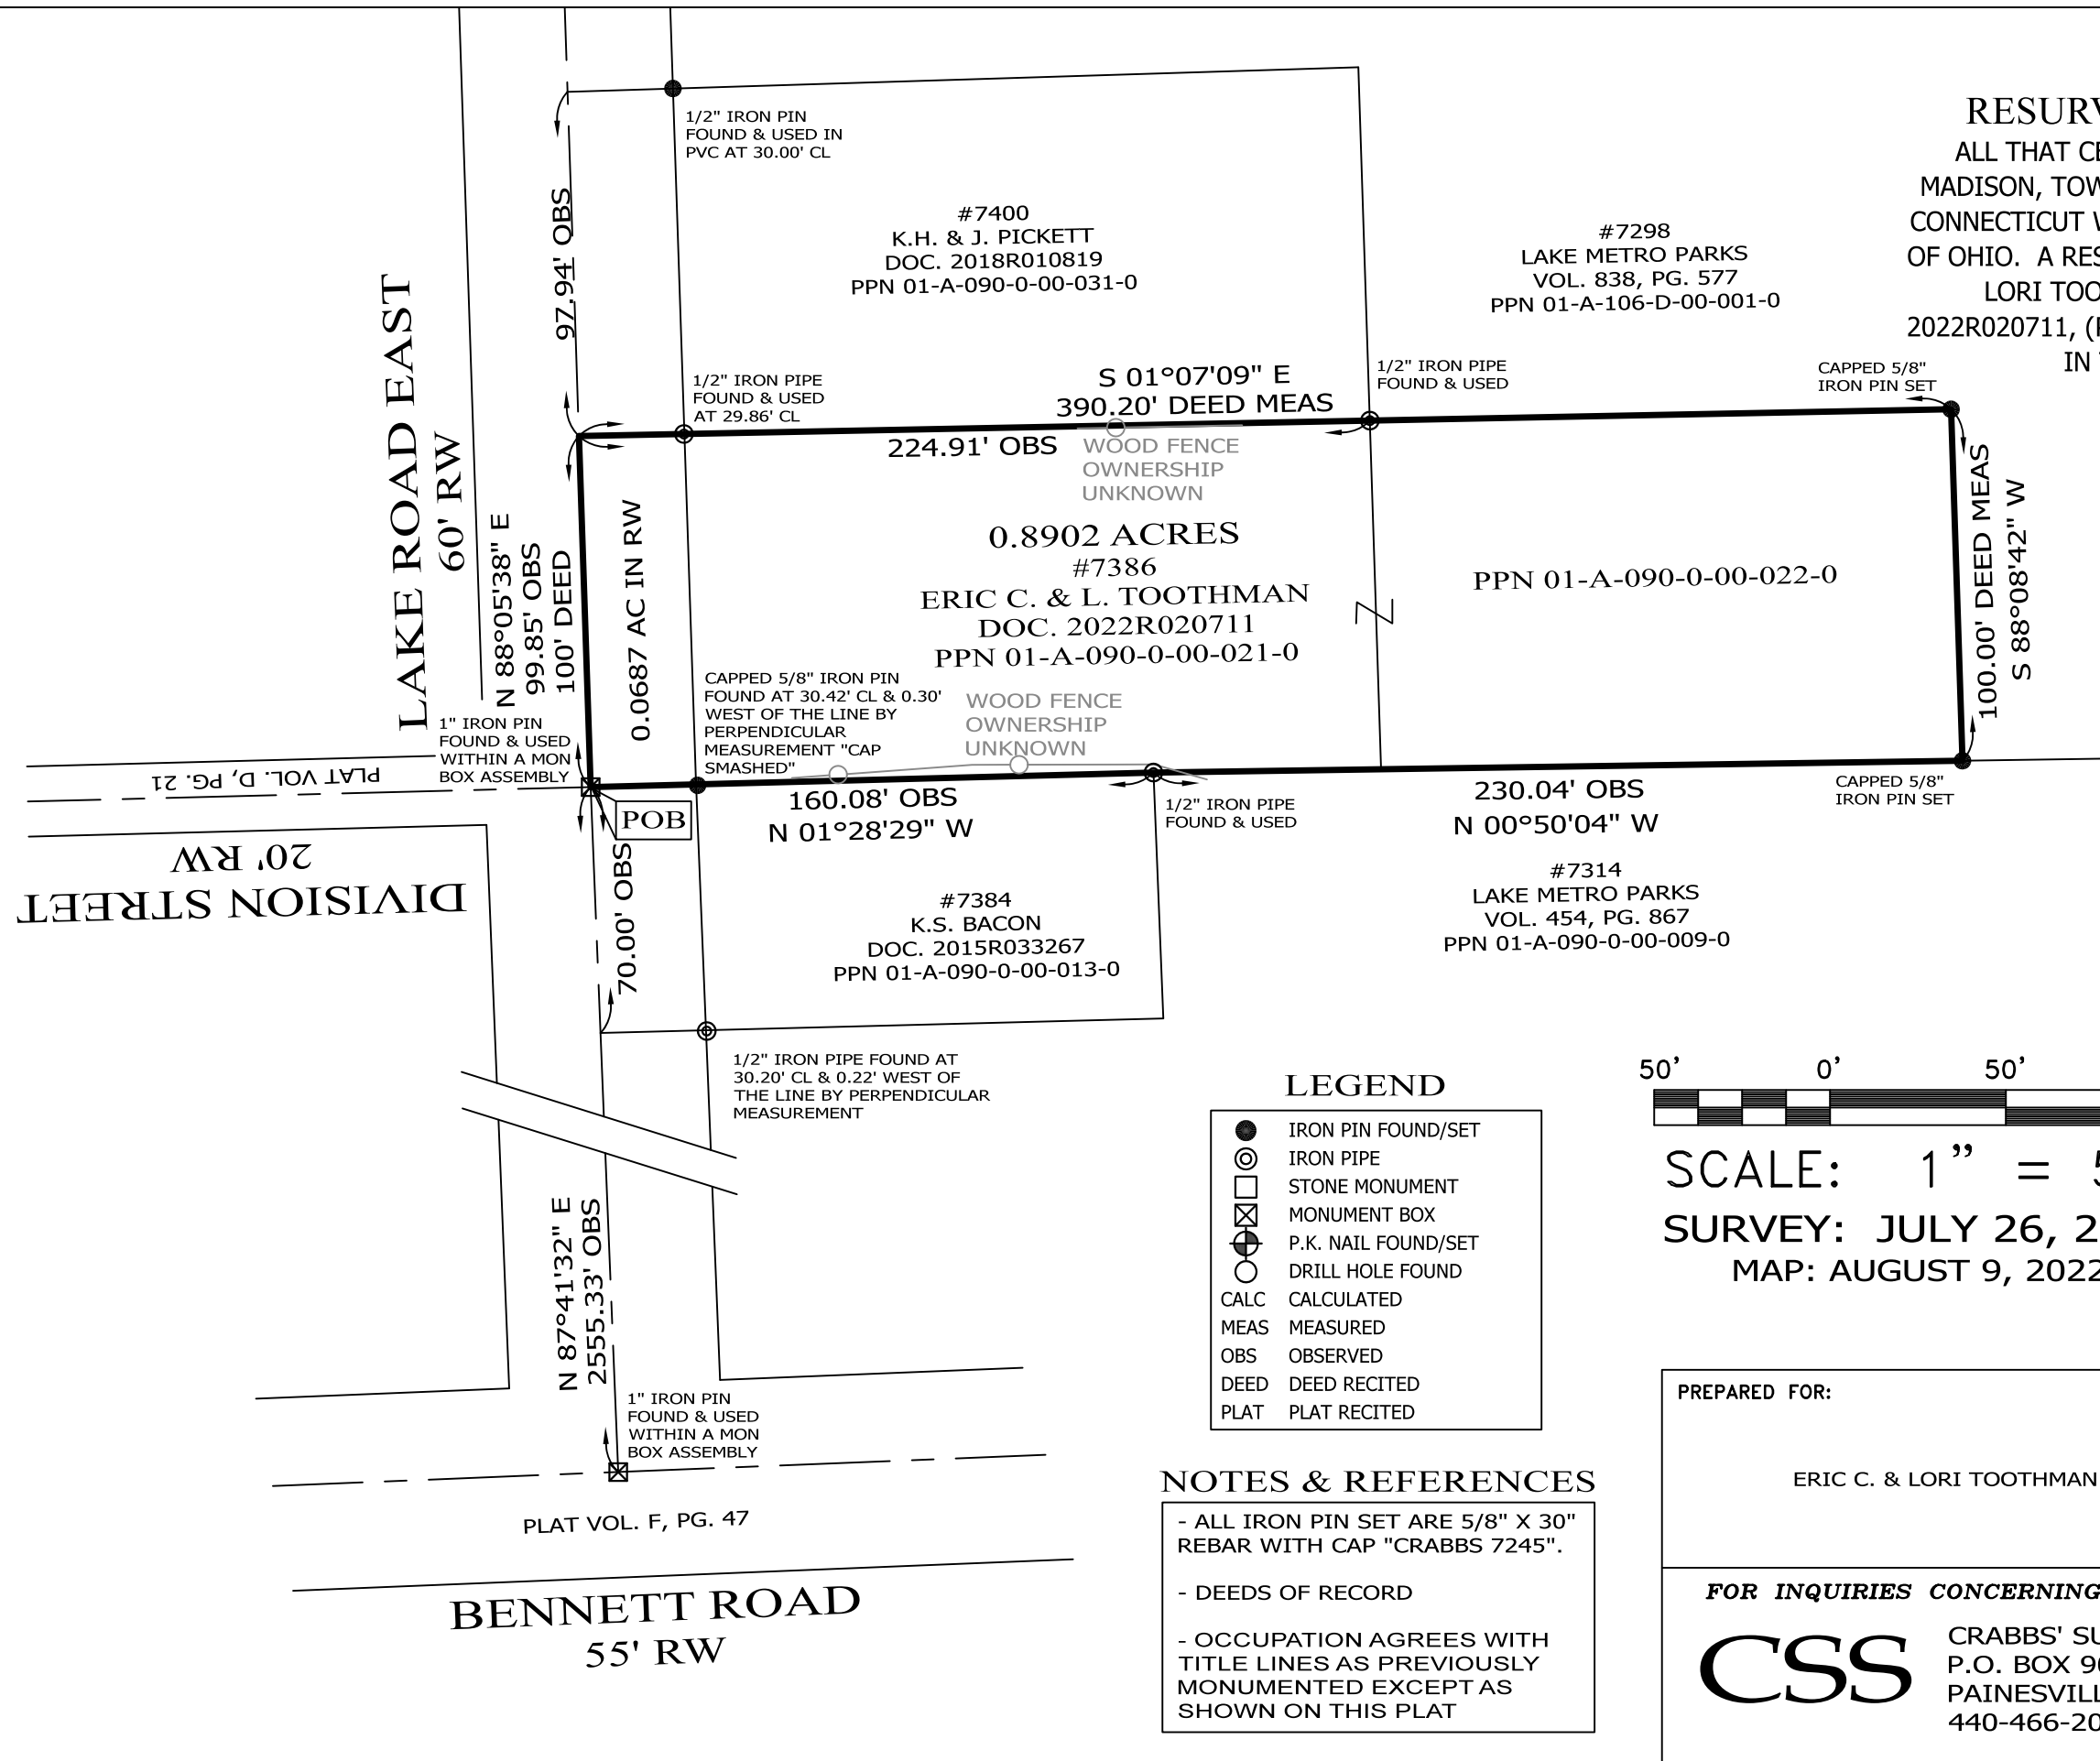 1/2" IRON PIN
FOUND & USED IN
PVC AT 30.00' CL
97.94' OBS
#7400
K.H. & J. PICKETT
DOC. 2018R010819
PPN 01-A-090-0-00-031-0
#7298
LAKE METRO PARKS
VOL. 838, PG. 577
PPN 01-A-106-D-00-001-0
RESURV
ALL THAT CE
MADISON, TOW
CONNECTICUT W
OF OHIO. A RES
LORI TOO
2022R020711, (P
IN
LAKE ROAD EAST
60' RW
1/2" IRON PIPE
FOUND & USED
AT 29.86' CL
S 01°07'09" E
390.20' DEED MEAS
224.91' OBS
WOOD FENCE
OWNERSHIP
UNKNOWN
1/2" IRON PIPE
FOUND & USED
CAPPED 5/8"
IRON PIN SET
N 88°05'38" E
99.85' OBS
100' DEED
0.0687 AC IN RW
0.8902 ACRES
#7386
ERIC C. & L. TOOTHMAN
DOC. 2022R020711
PPN 01-A-090-0-00-021-0
PPN 01-A-090-0-00-022-0
100.00' DEED MEAS
S 88°08'42" W
CAPPED 5/8" IRON PIN
FOUND AT 30.42' CL & 0.30'
WEST OF THE LINE BY
PERPENDICULAR
MEASUREMENT "CAP
SMASHED"
WOOD FENCE
OWNERSHIP
UNKNOWN
1" IRON PIN
FOUND & USED
WITHIN A MON
BOX ASSEMBLY
PLAT VOL. D, PG. 21
DIVISION STREET
20' RW
POB
160.08' OBS
N 01°28'29" W
1/2" IRON PIPE
FOUND & USED
230.04' OBS
N 00°50'04" W
CAPPED 5/8"
IRON PIN SET
70.00' OBS
#7384
K.S. BACON
DOC. 2015R033267
PPN 01-A-090-0-00-013-0
#7314
LAKE METRO PARKS
VOL. 454, PG. 867
PPN 01-A-090-0-00-009-0
1/2" IRON PIPE FOUND AT
30.20' CL & 0.22' WEST OF
THE LINE BY PERPENDICULAR
MEASUREMENT
N 87°41'32" E
2555.33' OBS
1" IRON PIN
FOUND & USED
WITHIN A MON
BOX ASSEMBLY
PLAT VOL. F, PG. 47
BENNETT ROAD
55' RW
LEGEND
IRON PIN FOUND/SET
IRON PIPE
STONE MONUMENT
MONUMENT BOX
P.K. NAIL FOUND/SET
DRILL HOLE FOUND
CALC CALCULATED
MEAS MEASURED
OBS OBSERVED
DEED DEED RECITED
PLAT PLAT RECITED
NOTES & REFERENCES
- ALL IRON PIN SET ARE 5/8" X 30"
REBAR WITH CAP "CRABBS 7245".
- DEEDS OF RECORD
- OCCUPATION AGREES WITH
TITLE LINES AS PREVIOUSLY
MONUMENTED EXCEPT AS
SHOWN ON THIS PLAT
50' 0' 50'
SCALE: 1" = 5
SURVEY: JULY 26, 2
MAP: AUGUST 9, 2022
PREPARED FOR:
ERIC C. & LORI TOOTHMAN
FOR INQUIRIES CONCERNING
CSS
CRABBS' SU
P.O. BOX 9
PAINESVILL
440-466-20